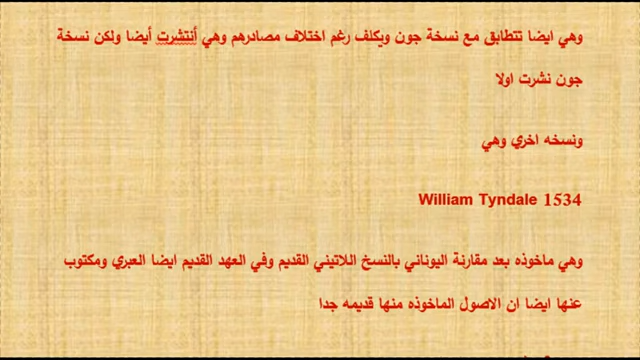 وهي ايضا تتطابق مع نسخة جون ويكلف رغم اختلاف مصادرهم وهي أنتشرت أيضا ولكن نسخة
جون نشرت اولا
ونسخه اخري وهي
William Tyndale 1534
وهي ماخوذه بعد مقارنة اليوناني بالنسخ اللاتيني القديم وفي العهد القديم ايضا العبري ومكتوب
عنها ايضا ان الاصول الماخوذه منها قديمه جدا